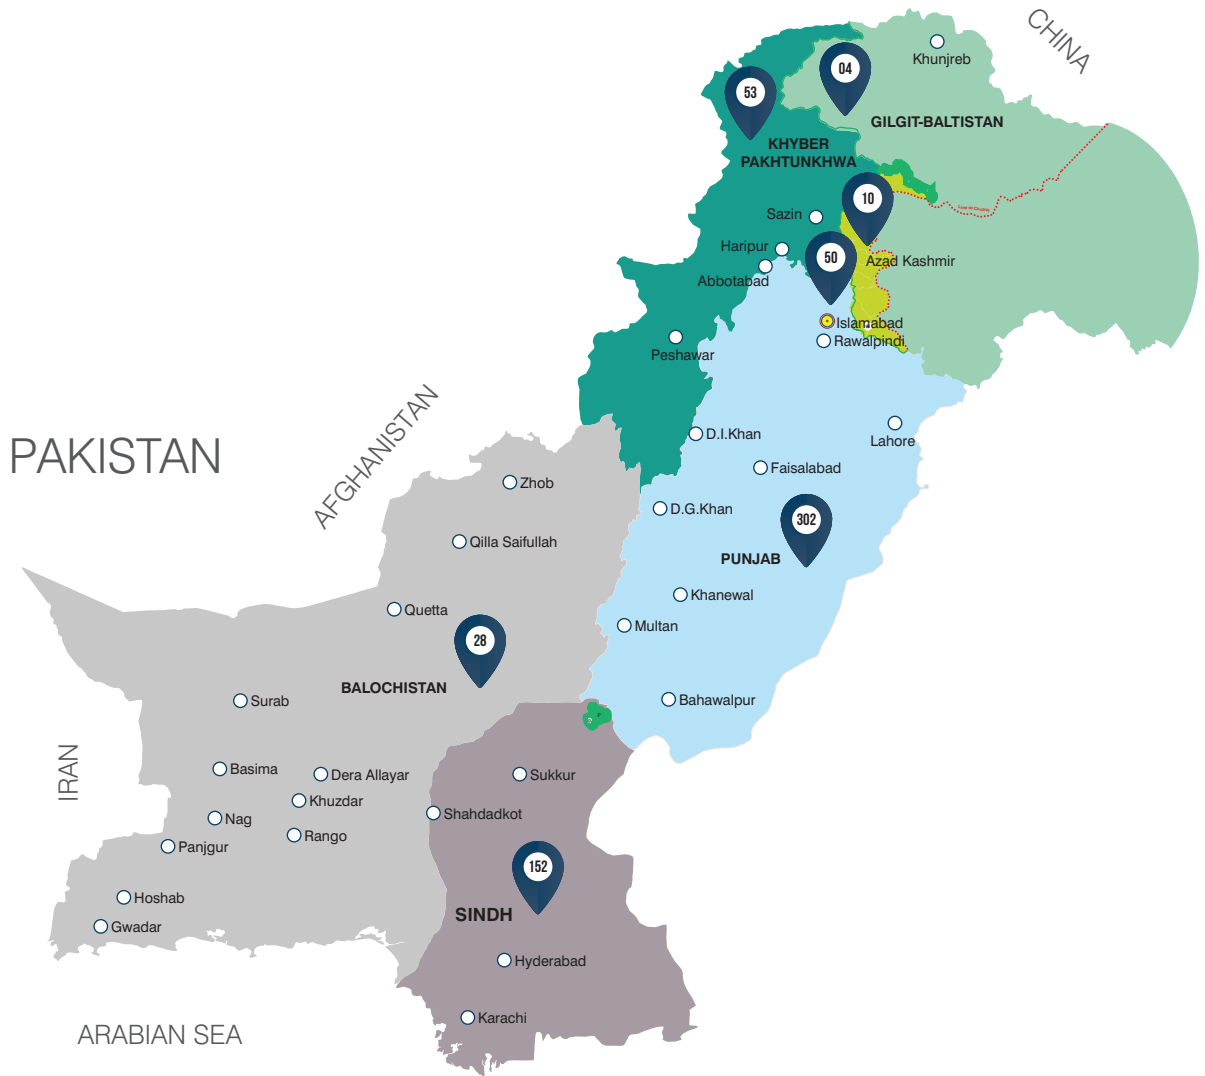 CHINA
Khunjreb
04
53
GILGIT-BALTISTAN
KHYBER
PAKHTUNKHWA
10
Sazin
Haripur
50
Azad Kashmir
Abbotabad
Islamabad
Rawalpindi
Peshawar
AFGHANISTAN
PAKISTAN
D.I.Khan
Lahore
Faisalabad
Zhob
D.G.Khan
302
Qilla Saifullah
PUNJAB
Khanewal
Quetta
Multan
28
BALOCHISTAN
Surab
Bahawalpur
IRAN
Basima
Dera Allayar
Sukkur
Khuzdar
Nag
Shahdadkot
Rango
Panjgur
152
Hoshab
SINDH
Gwadar
Hyderabad
Karachi
ARABIAN SEA